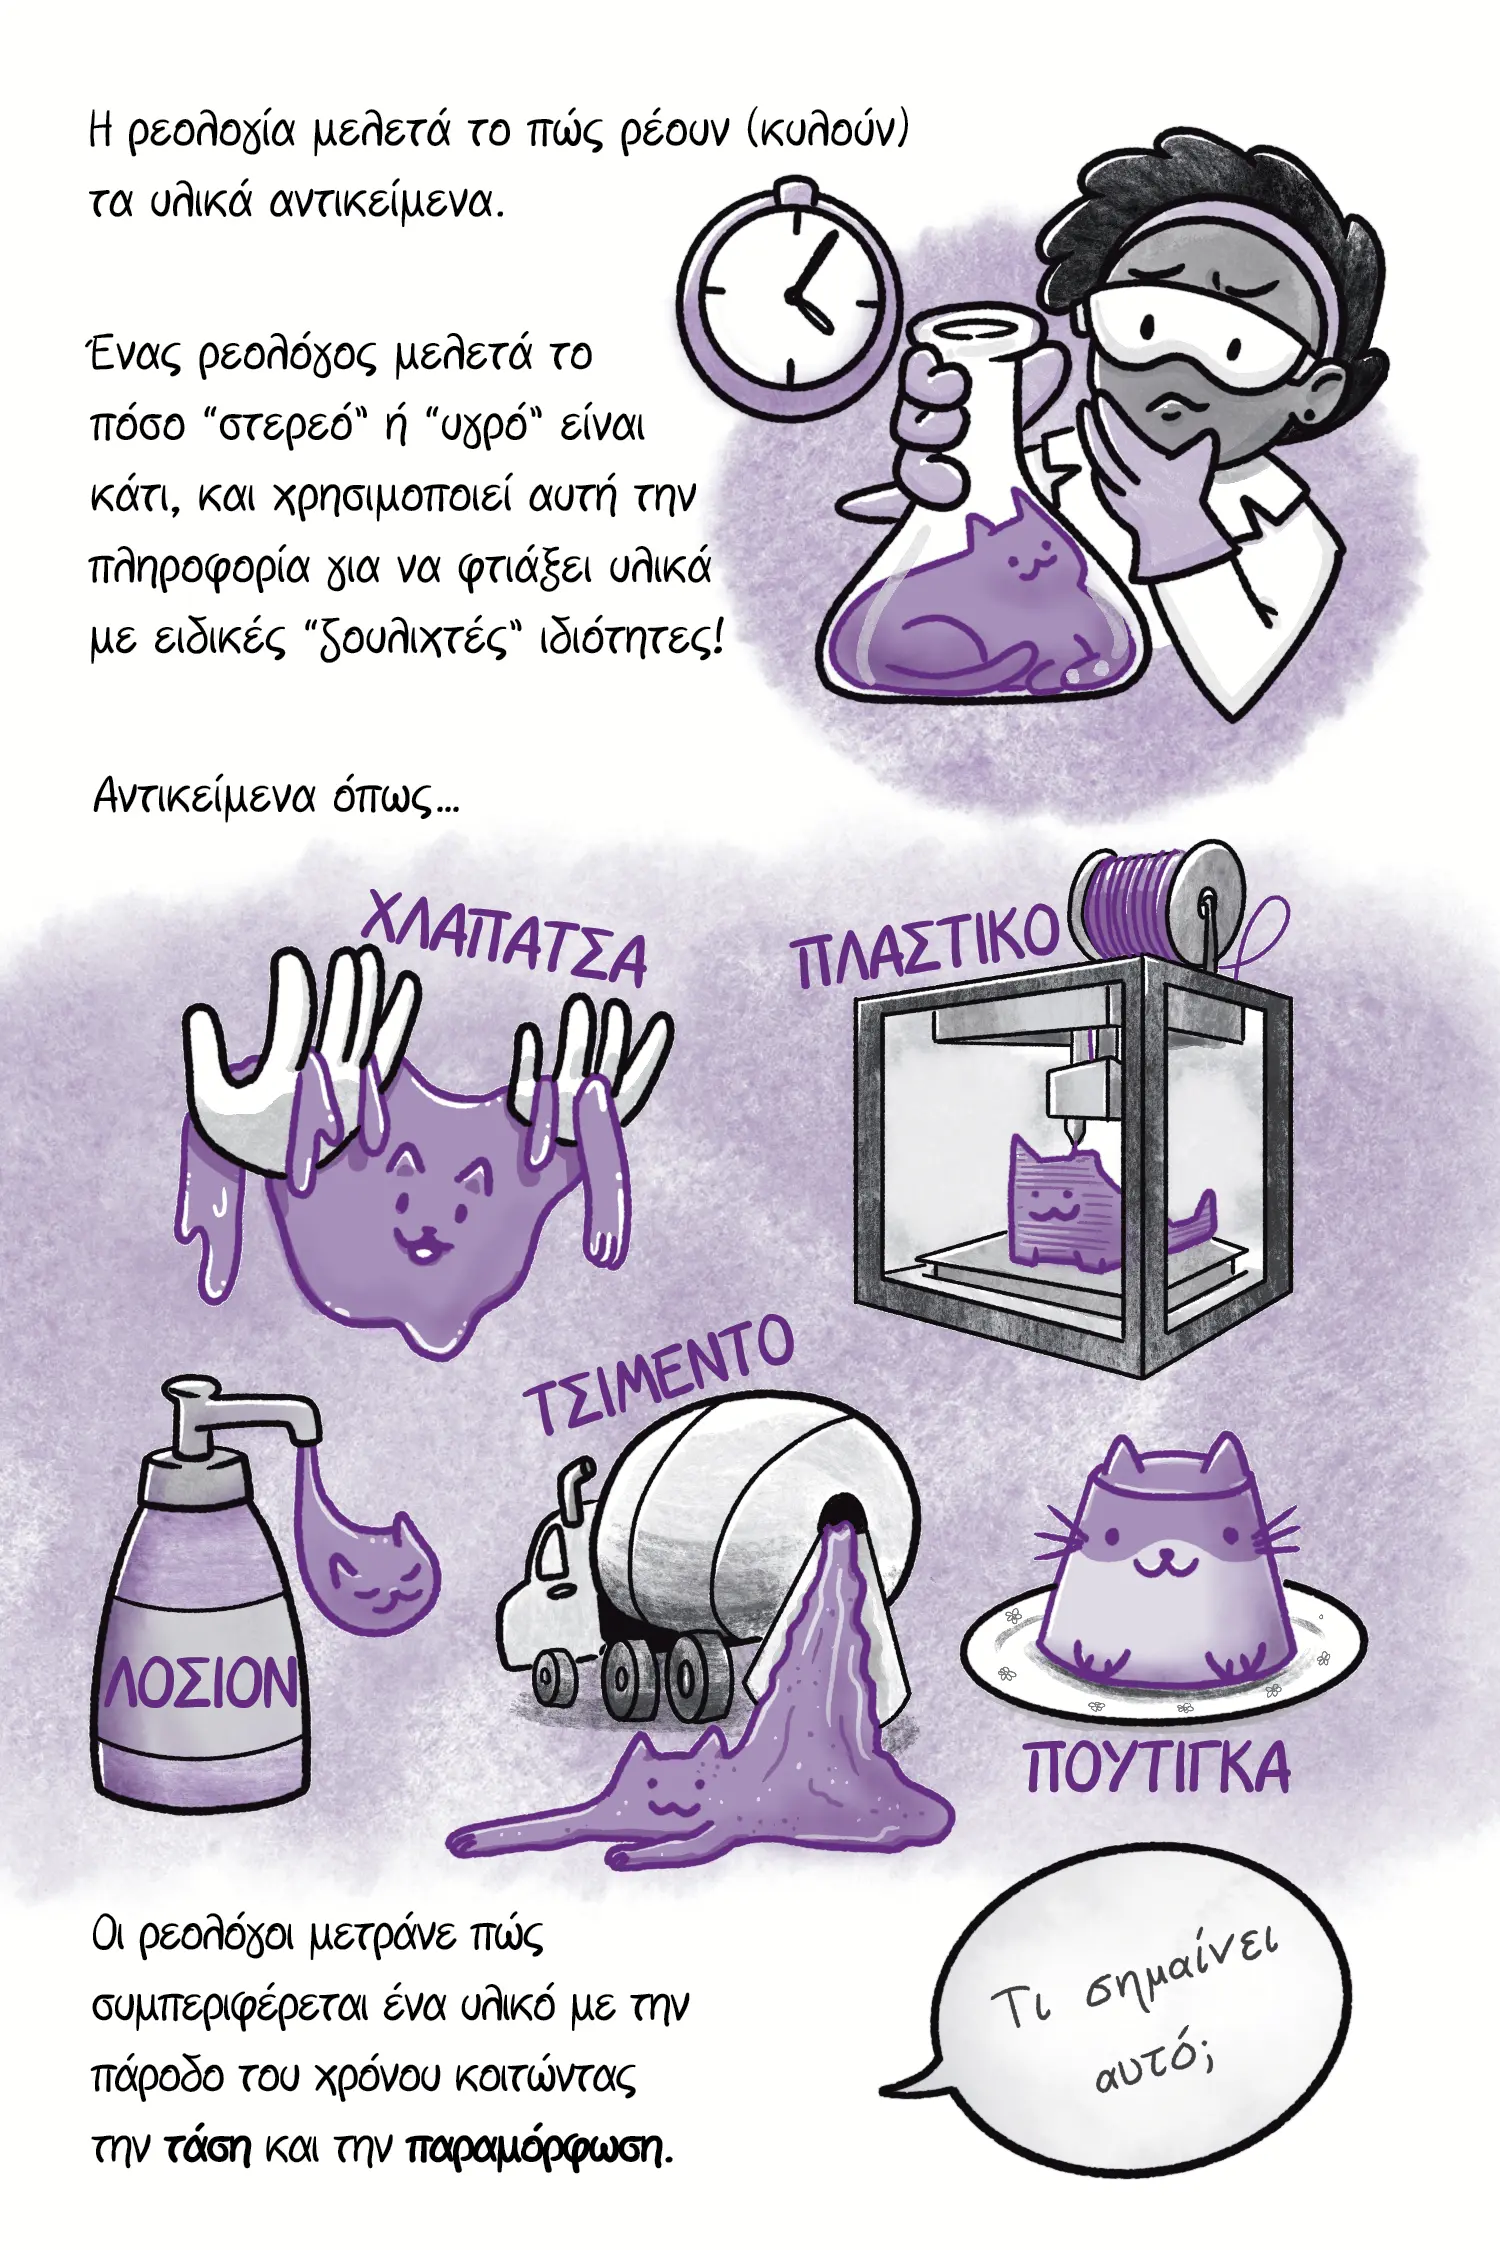 Η ρεολογία μελετά το πώς ρέουν (κυλούν)
τα υλικά αντικείμενα.
Ένας ρεολόγος μελετά το
πόσο “στερεό” ή “υγρό” είναι
κάτι, και χρησιμοποιεί αυτή την
πληροφορία για να φτιάξει υλικά
με ειδικές “ζουλιχτές” ιδιότητες!
Αντικείμενα όπως...
ΧΛΑΠΑΤΣΑ
ΠΛΑΣΤΙΚΟ
ΤΣΙΜΕΝΤΟ
ΛΟΣΙΟΝ
ΠΟΥΤΙΓΚΑ
Οι ρεολόγοι μετράνε πώς
συμπεριφέρεται ένα υλικό με την
πάροδο του χρόνου κοιτώντας
την τάση και την παραμόρφωση.
Τι σημαίνει
αυτό;